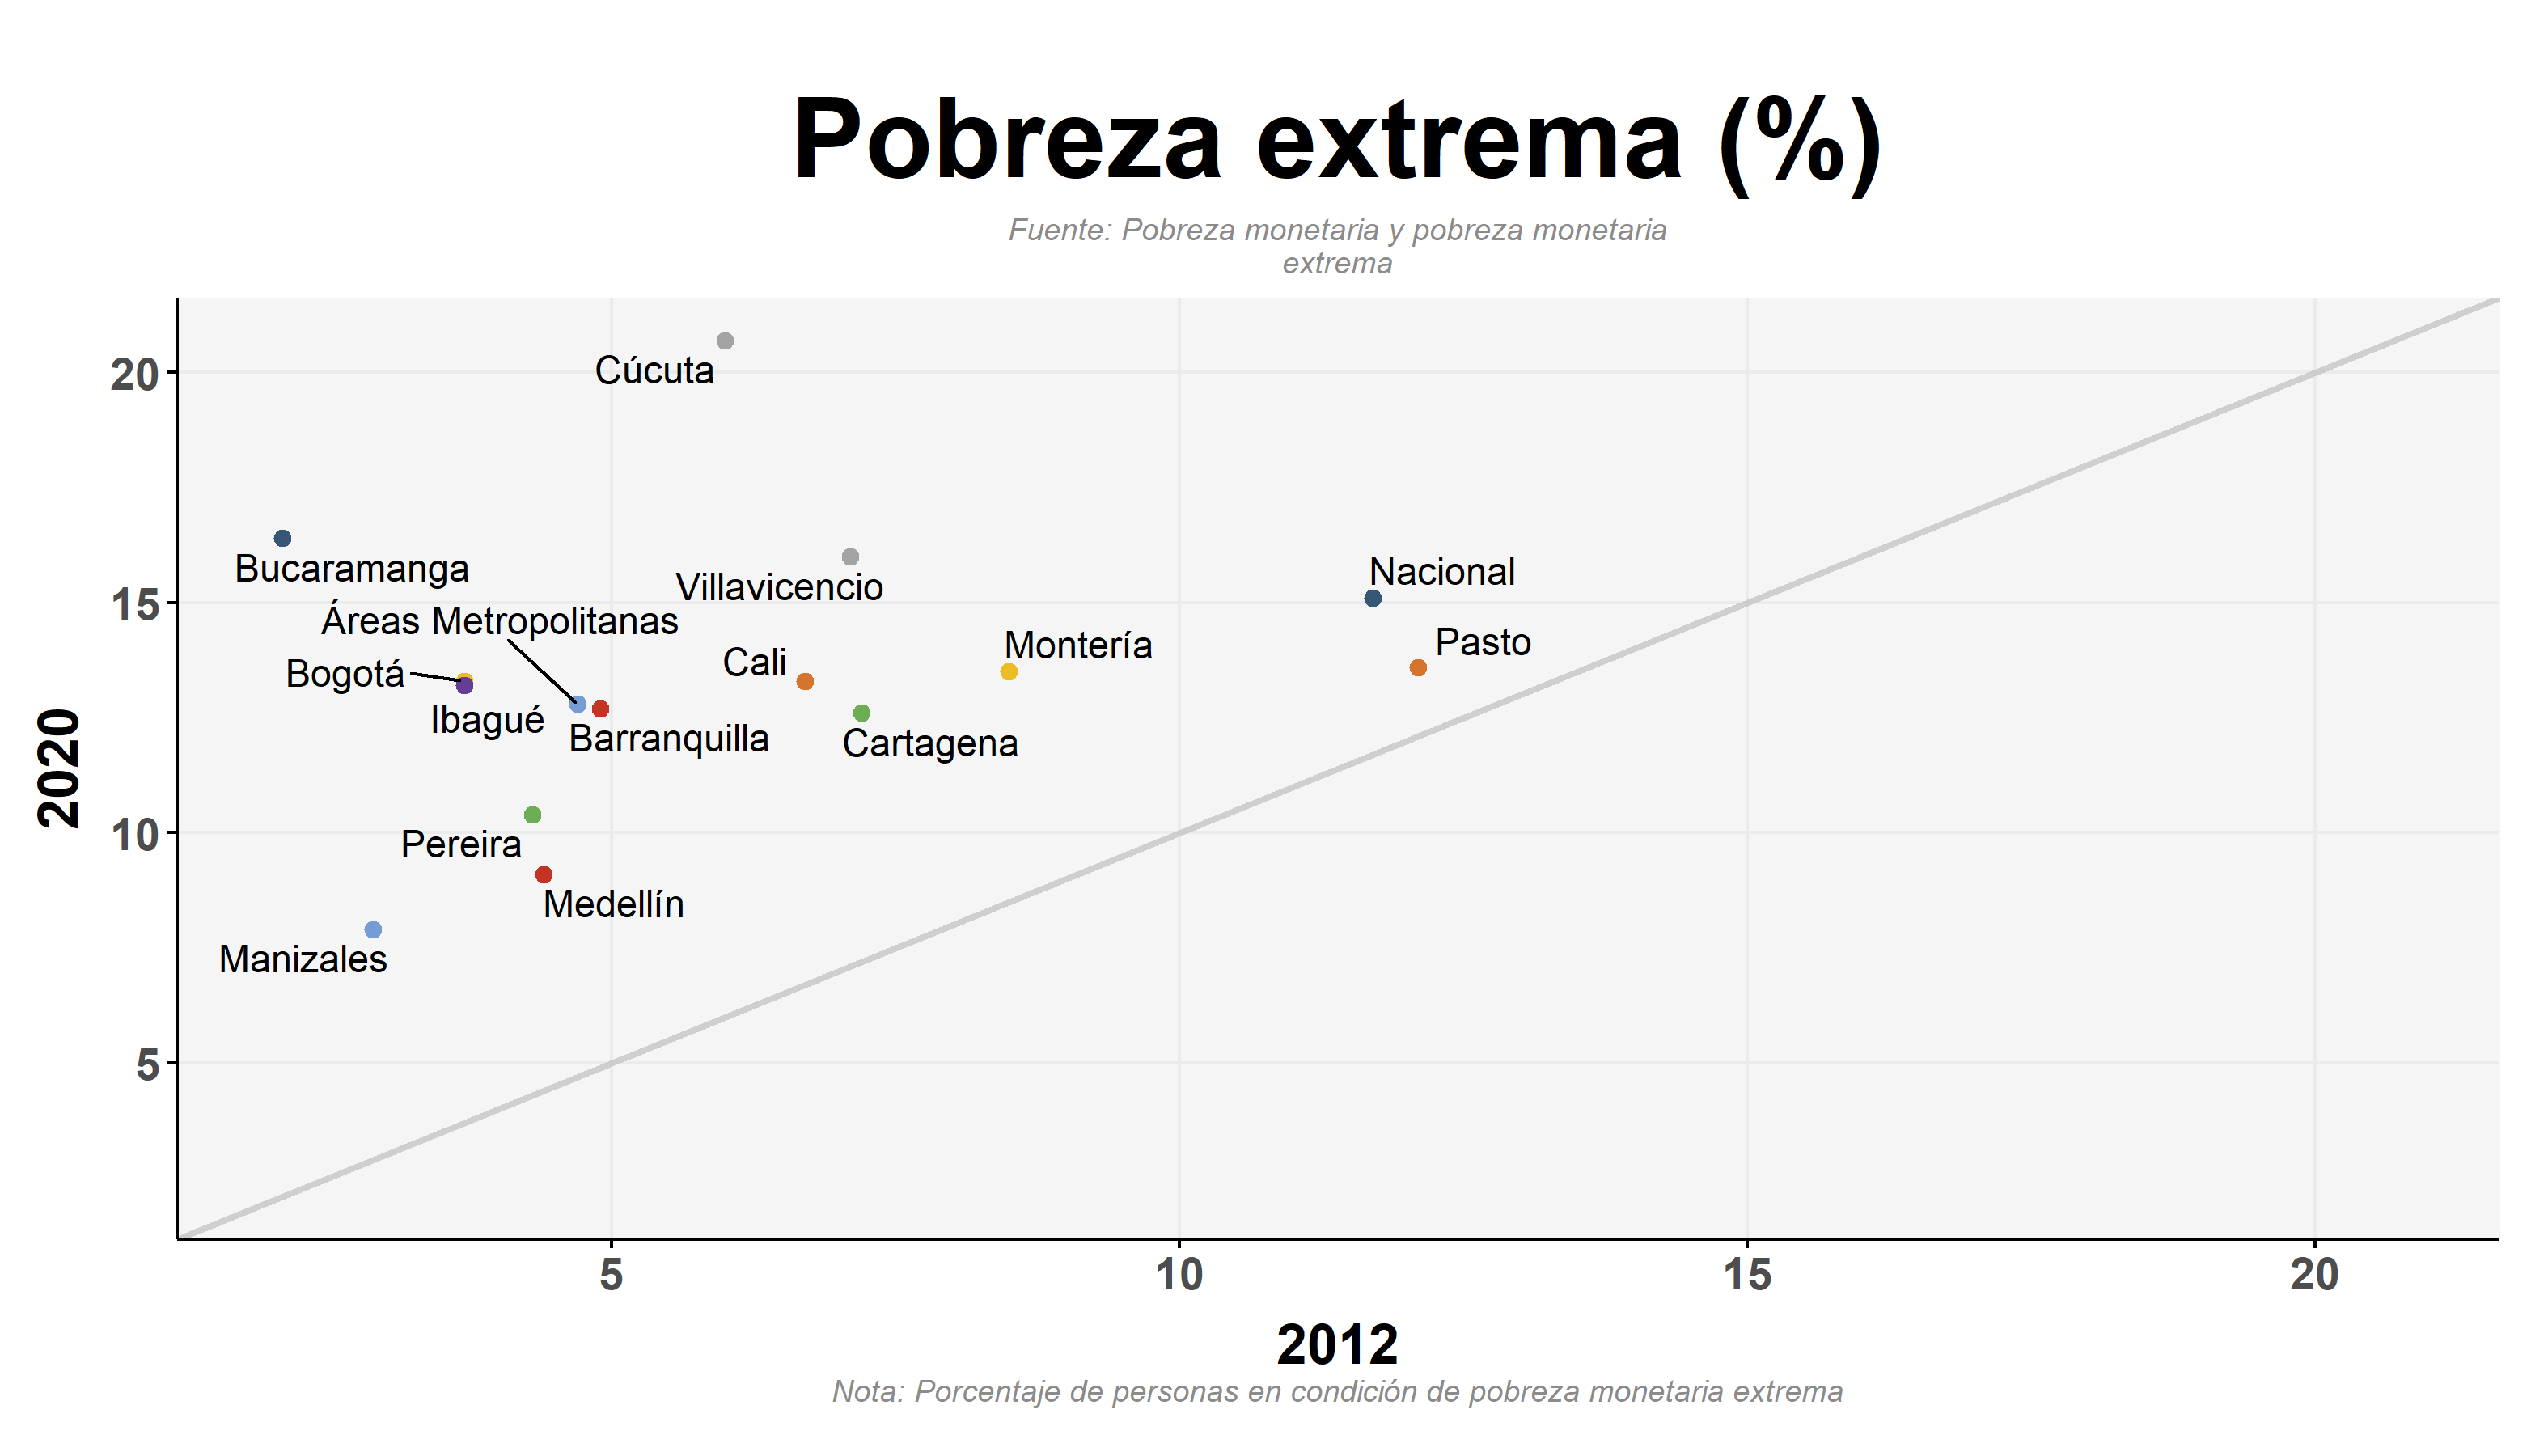 Pobreza extrema (%)
Fuente: Pobreza monetaria y pobreza monetaria
extrema
20
15
10
5
2020
Cúcuta
Bucaramanga
Villavicencio
Nacional
Áreas Metropolitanas
Pasto
Montería
Cali
Bogotá
Ibagué
Barranquilla
Cartagena
Pereira
Medellín
Manizales
5
10
15
20
2012
Nota: Porcentaje de personas en condición de pobreza monetaria extrema